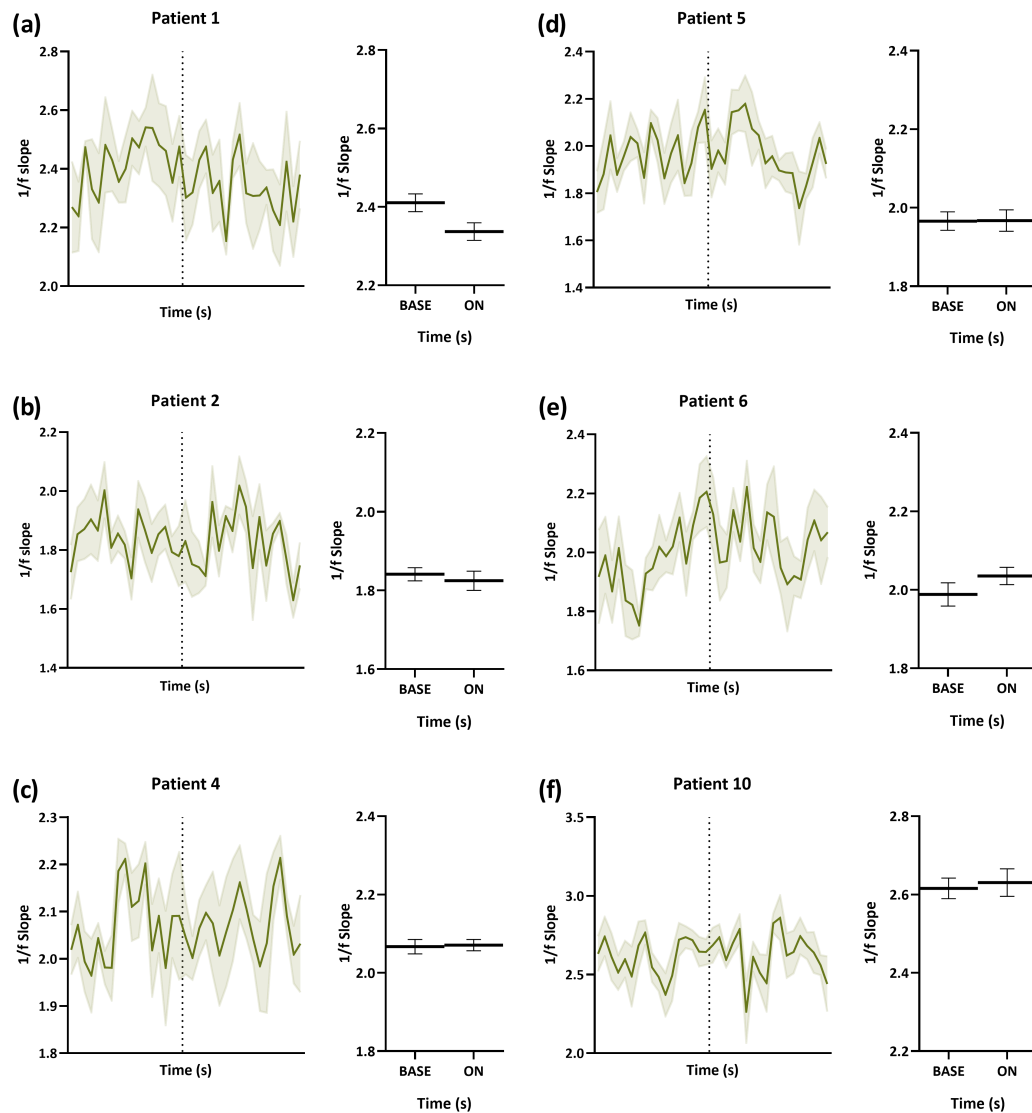 (a)
Patient 1
2.8
2.6
2.4
2.2
2.0
1/f Slope
Time (s)
2.8
2.6
2.4
2.2
1/f Slope
BASE ON
Time (s)
(d)
Patient 5
2.4
2.2
2.0
1.8
1.6
1.4
1/f Slope
Time (s)
2.4
2.2
2.0
1.8
1/f Slope
BASE ON
Time (s)
(b)
Patient 2
2.2
2.0
1.8
1.6
1.4
1/f slope
Time (s)
2.2
2.0
1.8
1.6
1/f Slope
BASE ON
Time (s)
(e)
Patient 6
2.4
2.2
2.0
1.8
1.6
1/f Slope
Time (s)
2.4
2.2
2.0
1.8
1/f Slope
BASE ON
Time (s)
(c)
Patient 4
2.3
2.2
2.1
2.0
1.9
1.8
1/f Slope
Time (s)
2.4
2.2
2.0
1.8
1/f Slope
BASE ON
Time (s)
(f)
Patient 10
3.5
3.0
2.5
2.0
1/f Slope
Time (s)
2.8
2.6
2.4
2.2
1/f Slope
BASE ON
Time (s)